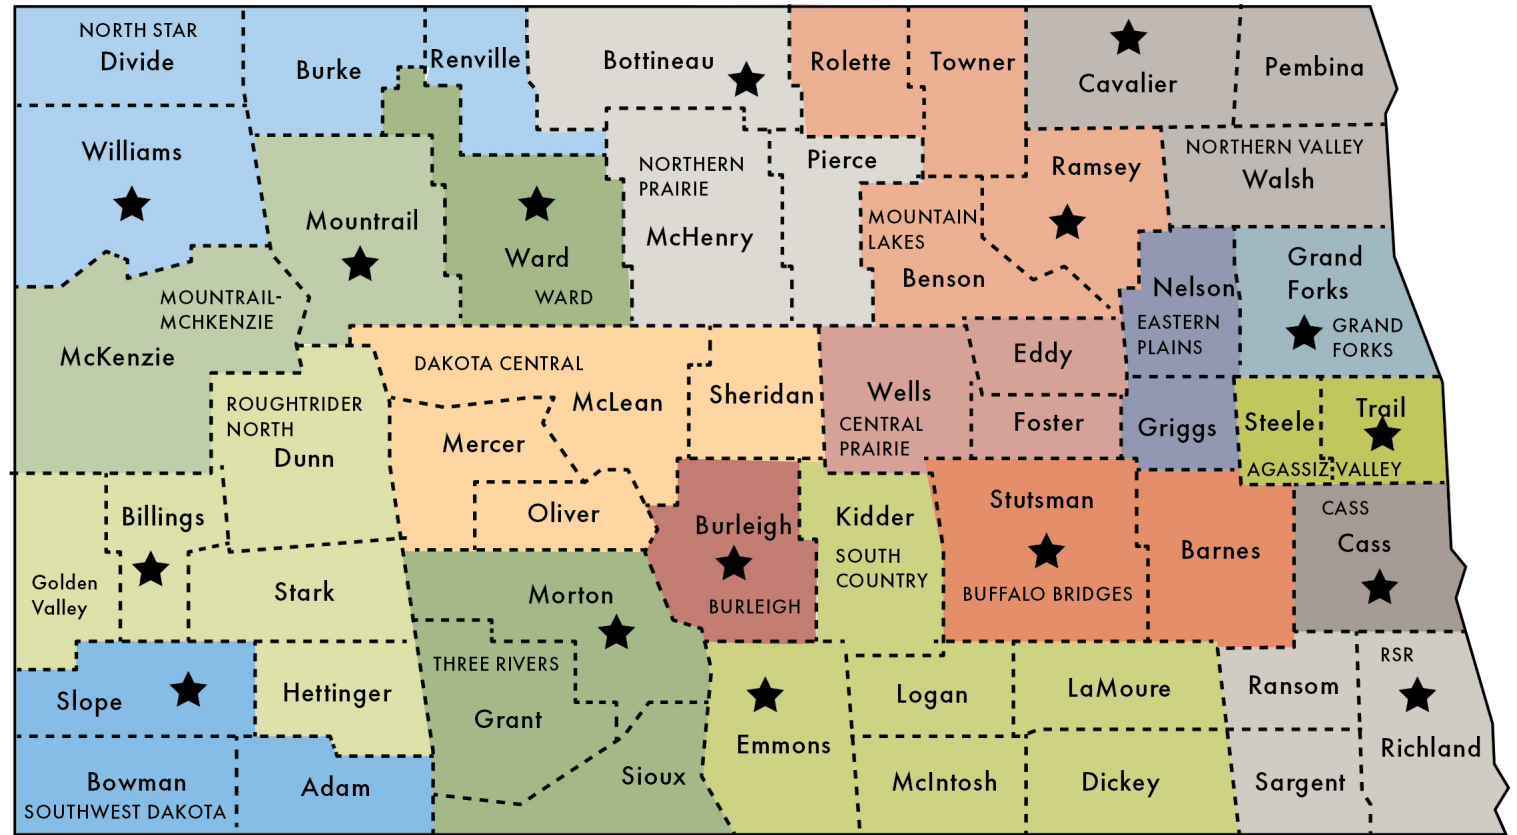 NORTH STAR
Divide
Burke
Renville
Bottineau
Rolette
Towner
Cavalier
Pembina
Williams
Mountrail
Ward
WARD
NORTHERN
PRAIRIE
McHenry
Pierce
MOUNTAIN
LAKES
Benson
Ramsey
NORTHERN VALLEY
Walsh
Nelson
EASTERN
PLAINS
Grand
Forks
GRAND
FORKS
MOUNTRAIL-
MCHKENZIE
McKenzie
ROUGHTRIDER
NORTH
Dunn
DAKOTA CENTRAL
McLean
Mercer
Sheridan
Wells
CENTRAL
PRAIRIE
Eddy
Foster
Griggs
Steele
Trail
AGASSIZ VALLEY
Billings
Golden
Valley
Stark
Oliver
Burleigh
BURLEIGH
Kidder
SOUTH
COUNTRY
Stutsman
BUFFALO BRIDGES
Barnes
CASS
Cass
Morton
THREE RIVERS
Grant
Sioux
Slope
Hettinger
Bowman
SOUTHWEST DAKOTA
Adam
Emmons
Logan
LaMoure
McIntosh
Dickey
Ransom
RSR
Richland
Sargent